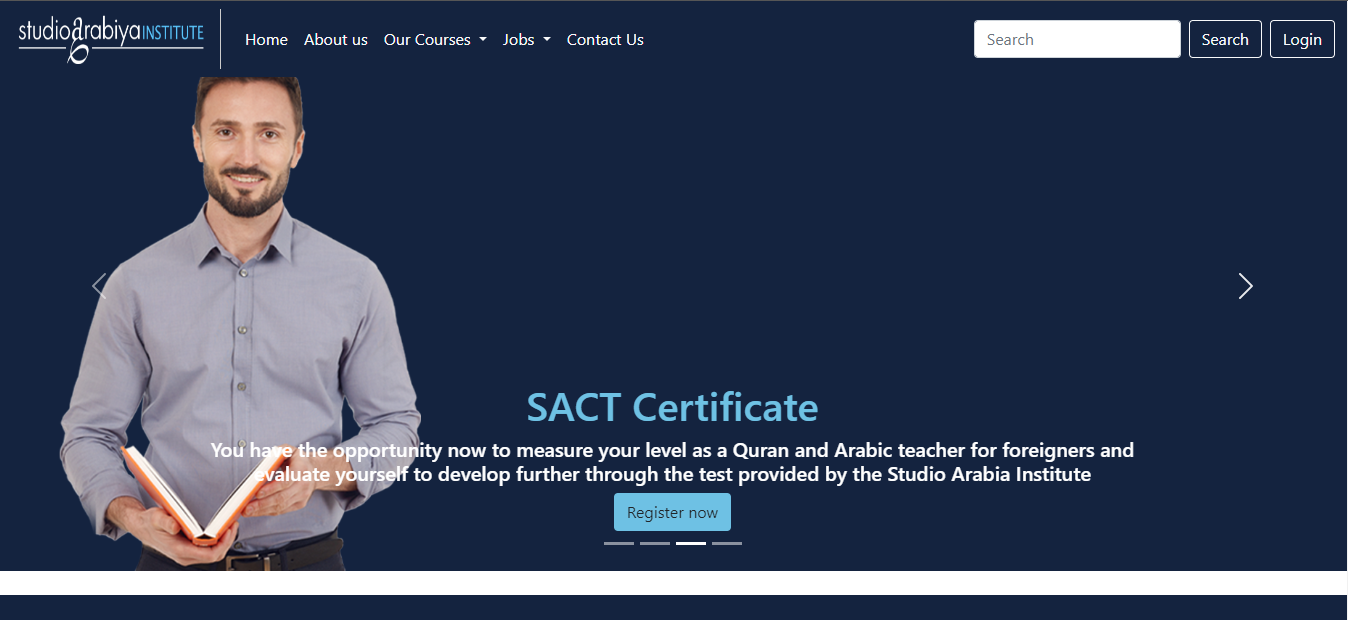 studioarabiya INSTITUTE
Home About us Our Courses Jobs Contact Us
Search Search Login
SACT Certificate
You have the opportunity now to measure your level as a Quran and Arabic teacher for foreigners and
evaluate yourself to develop further through the test provided by the Studio Arabia Institute
Register now